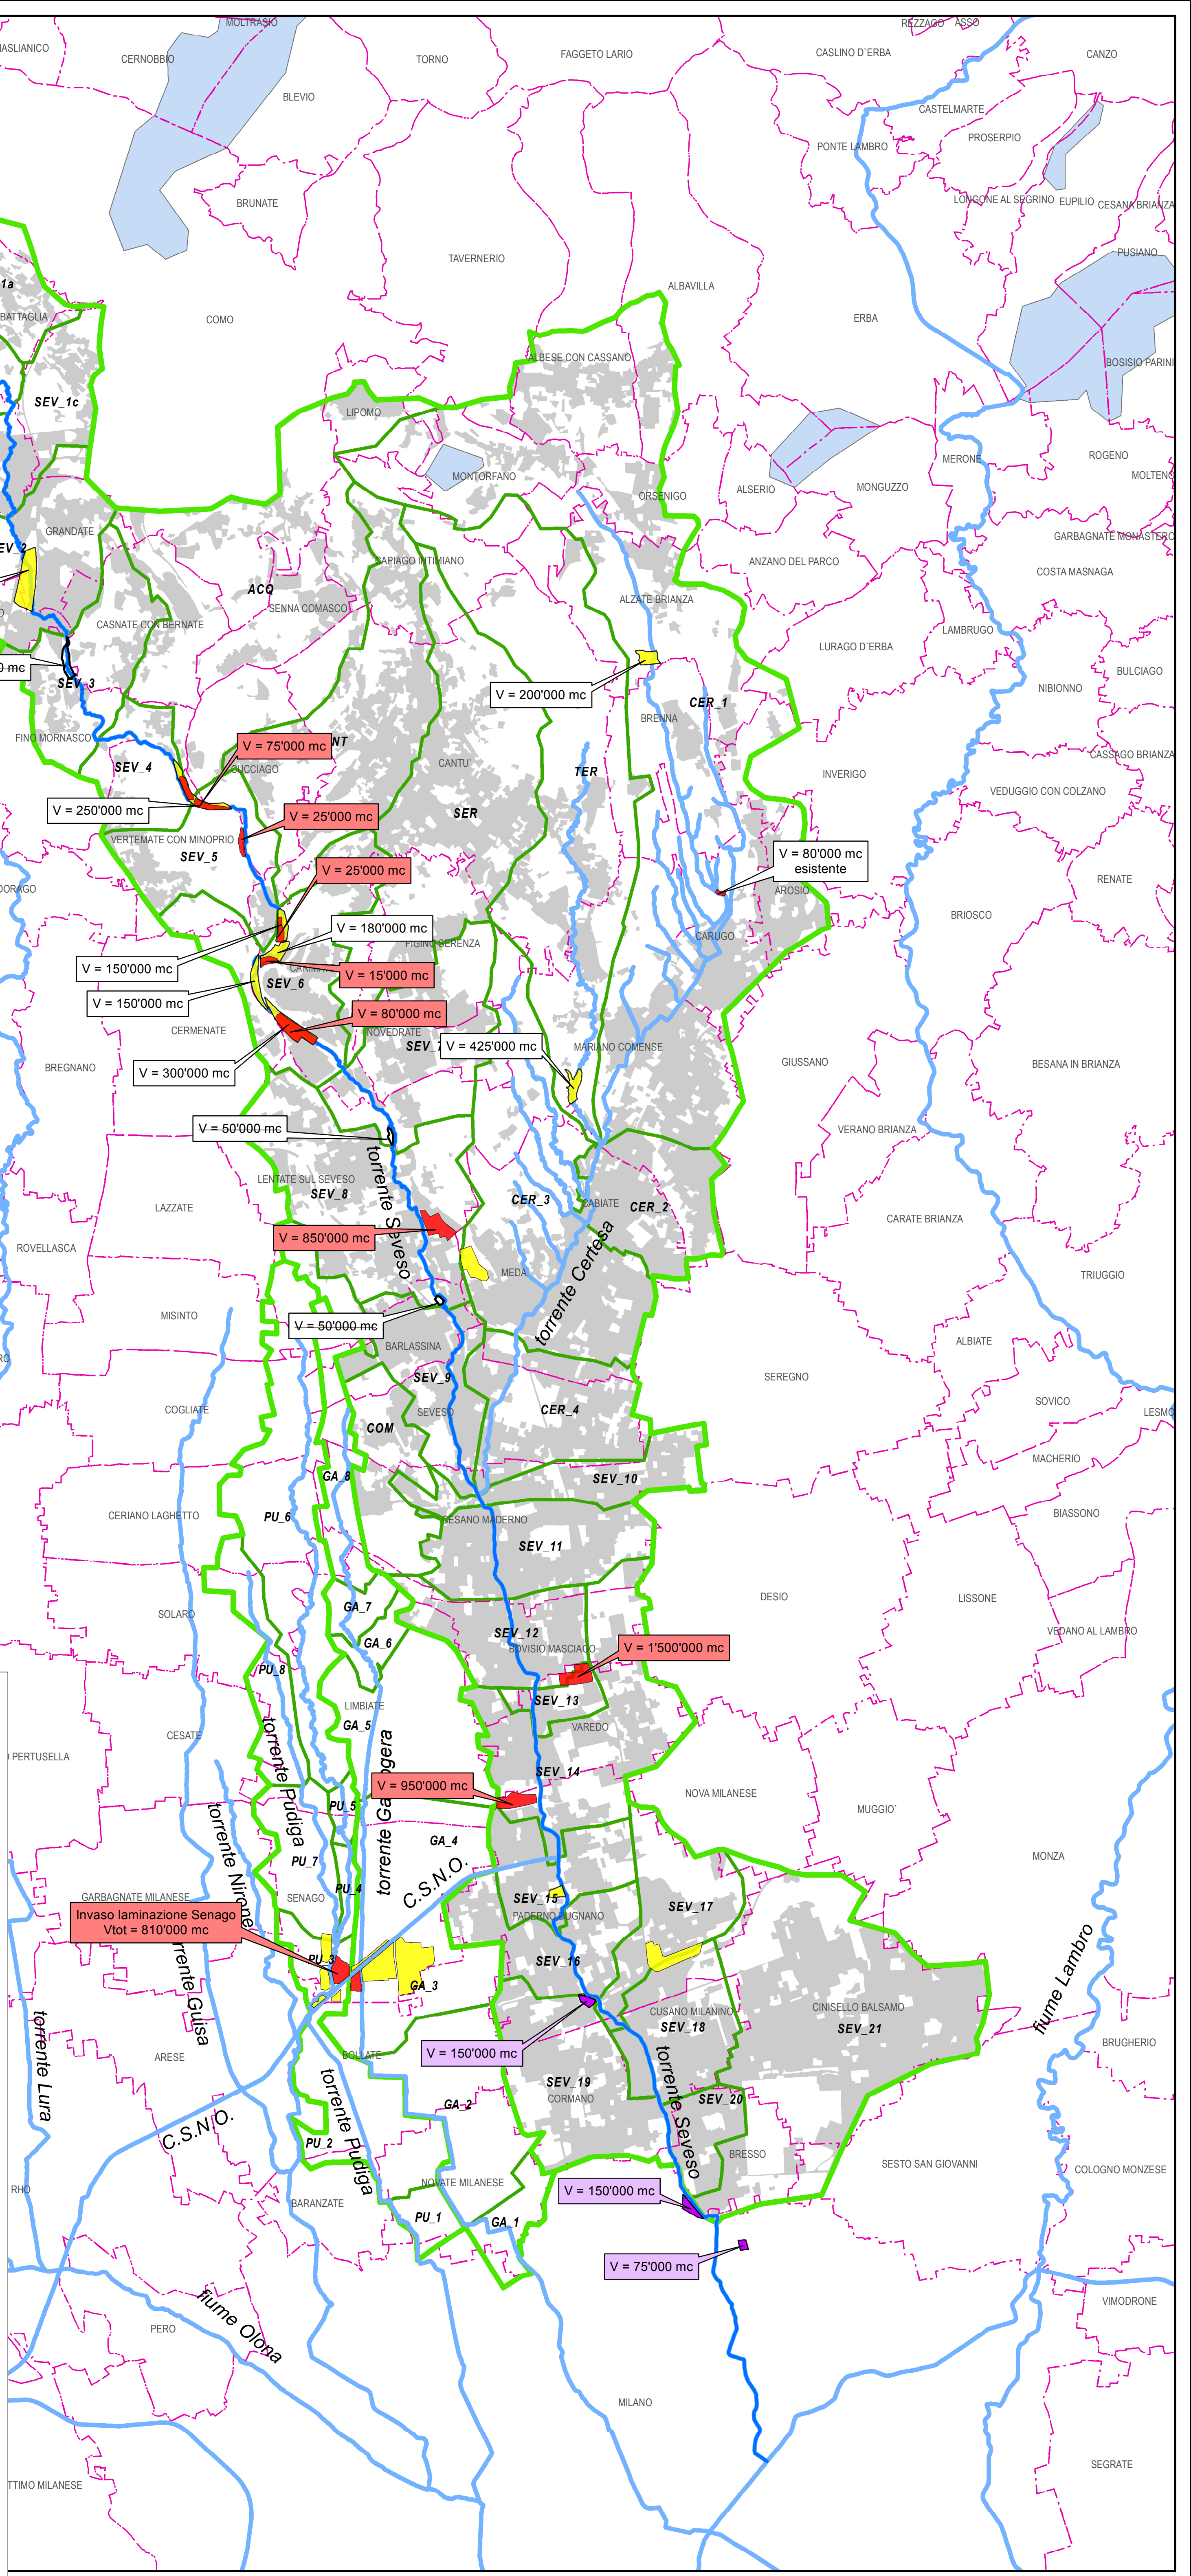 MOLTRASIO
REZZAGO
ASSO
CERNOBBIO
TORNO
FAGGETO LARIO
CASLINO D'ERBA
CANZO
BLEVIO
CASTELMARTE
PROSERPIO
PONTE LAMBRO
BRUNATE
LONGONE AL SEGRINO
EUPILIO
CESANA BRIANZA
TAVERNERIO
PUSIANO
ALBAVILLA
1a
BATTAGLIA
COMO
ERBA
ALBESE CON CASSANO
BOSISIO PARINI
SEV_1c
LIPOMO
MERONE
ROGENO
MONTORFANO
MOLTENO
ALSERIO
MONGUZZO
ORSENIGO
GRANDATE
GARBAGNATE MONASTERO
CAPIAGO INTIMIANO
ANZANO DEL PARCO
COSTA MASNAGA
ACQ
SENNA COMASCO
ALZATE BRIANZA
CASNATE CON BERNATE
LAMBRUGO
LURAGO D'ERBA
BULCIAGO
0 mc
SEV_3
V = 200'000 mc
CER_1
NIBIONNO
BRENNA
FINO MORNASCO
V = 75'000 mc
NT
CASSAGO BRIANZA
SEV_4
CUCCIAGO
CANTU`
TER
INVERIGO
VEDUGGIO CON COLZANO
V = 250'000 mc
V = 25'000 mc
SER
VERTEMATE CON MINOPRIO
SEV_5
V = 80'000 mc
esistente
V = 25'000 mc
RENATE
AROSIO
BRIOSCO
V = 180'000 mc
CARUGO
FIGINO SERENZA
V = 150'000 mc
V = 15'000 mc
SEV_6
V = 150'000 mc
V = 80'000 mc
CERMENATE
NOVEDRATE
V = 425'000 mc
MARIANO COMENSE
BREGNANO
V = 300'000 mc
GIUSSANO
BESANA IN BRIANZA
V = 50'000 mc
VERANO BRIANZA
torrente Seveso
LENTATE SUL SEVESO
SEV_8
CER_3
CABIATE
CER_2
LAZZATE
CARATE BRIANZA
V = 850'000 mc
ROVELLASCA
MEDA
torrente Certesa
TRIUGGIO
MISINTO
V = 50'000 mc
BARLASSINA
ALBIATE
SEV_9
SEREGNO
COGLIATE
SEVESO
CER_4
SOVICO
LESMO
COM
MACHERIO
GA_8
SEV_10
CERIANO LAGHETTO
PU_6
CESANO MADERNO
BIASSONO
SEV_11
SOLARO
GA_7
DESIO
LISSONE
GA_6
SEV_12
BOVISIO MASCIAGO
V = 1'500'000 mc
VEDANO AL LAMBRO
PU_8
LIMBIATE
SEV_13
GA_5
VAREDO
CESATE
torrente Pudiga
PERTUSELLA
SEV_14
V = 950'000 mc
NOVA MILANESE
MUGGIO`
PU_5
GA_4
MONZA
PU_7
torrente Nirone
C.S.N.O.
PU_4
GARBAGNATE MILANESE
SENAGO
SEV_15
SEV_17
Invaso laminazione Senago
Vtot = 810'000 mc
PADERNO DUGNANO
PU_3
SEV_16
GA_3
fiume Lambro
CUSANO MILANINO
SEV_18
CINISELLO BALSAMO
SEV_21
torrente Lura
ARESE
BOLLATE
V = 150'000 mc
BRUGHERIO
SEV_19
CORMANO
torrente Seveso
SEV_20
C.S.N.O.
GA_2
torrente Pudiga
PU_2
BRESSO
SESTO SAN GIOVANNI
COLOGNO MONZESE
RHO
NOVATE MILANESE
V = 150'000 mc
BARANZATE
PU_1
GA_1
V = 75'000 mc
VIMODRONE
fiume Olona
PERO
MILANO
SEGRATE
TTIMO MILANESE